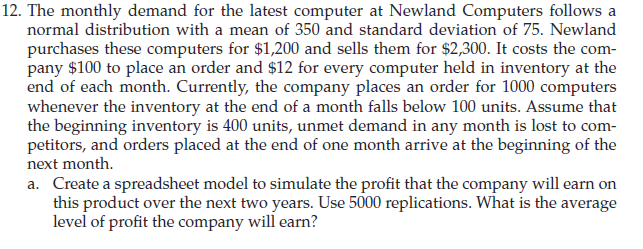 12. The monthly demand for the latest computer at Newland Computers follows a
normal distribution with a mean of 350 and standard deviation of 75. Newland
purchases these computers for $1,200 and sells them for $2,300. It costs the com-
pany $100 to place an order and $12 for every computer held in inventory at the
end of each month. Currently, the company places an order for 1000 computers
whenever the inventory at the end of a month falls below 100 units. Assume that
the beginning inventory is 400 units, unmet demand in any month is lost to com-
petitors, and orders placed at the end of one month arrive at the beginning of the
next month.
a. Create a spreadsheet model to simulate the profit that the company will earn on
this product over the next two years. Use 5000 replications. What is the average
level of profit the company will earn?